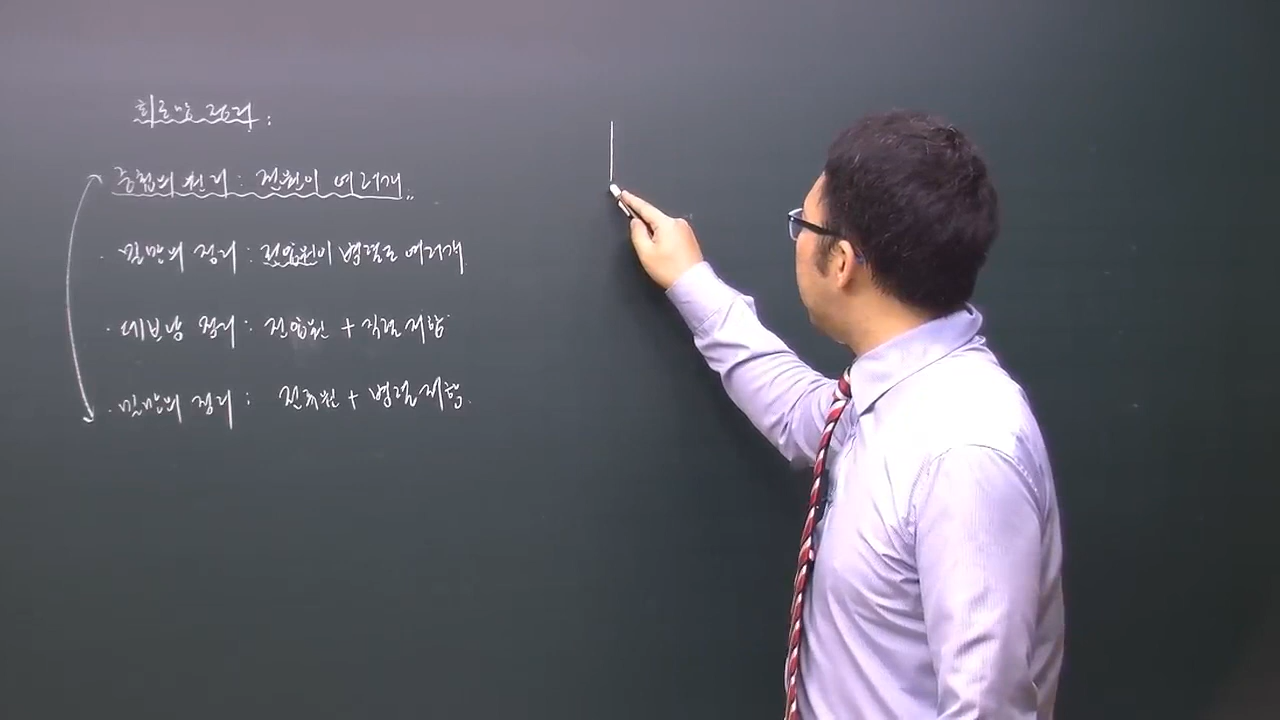 회로망 정리 :
중첩의 원리 : 전원이 여러개
· 밀만의 정리 : 전압원이 병렬로 여러개
· 테브낭 정리 : 전압원 + 직렬저항
· 밀만의 정리 : 전류원 + 병렬저항.